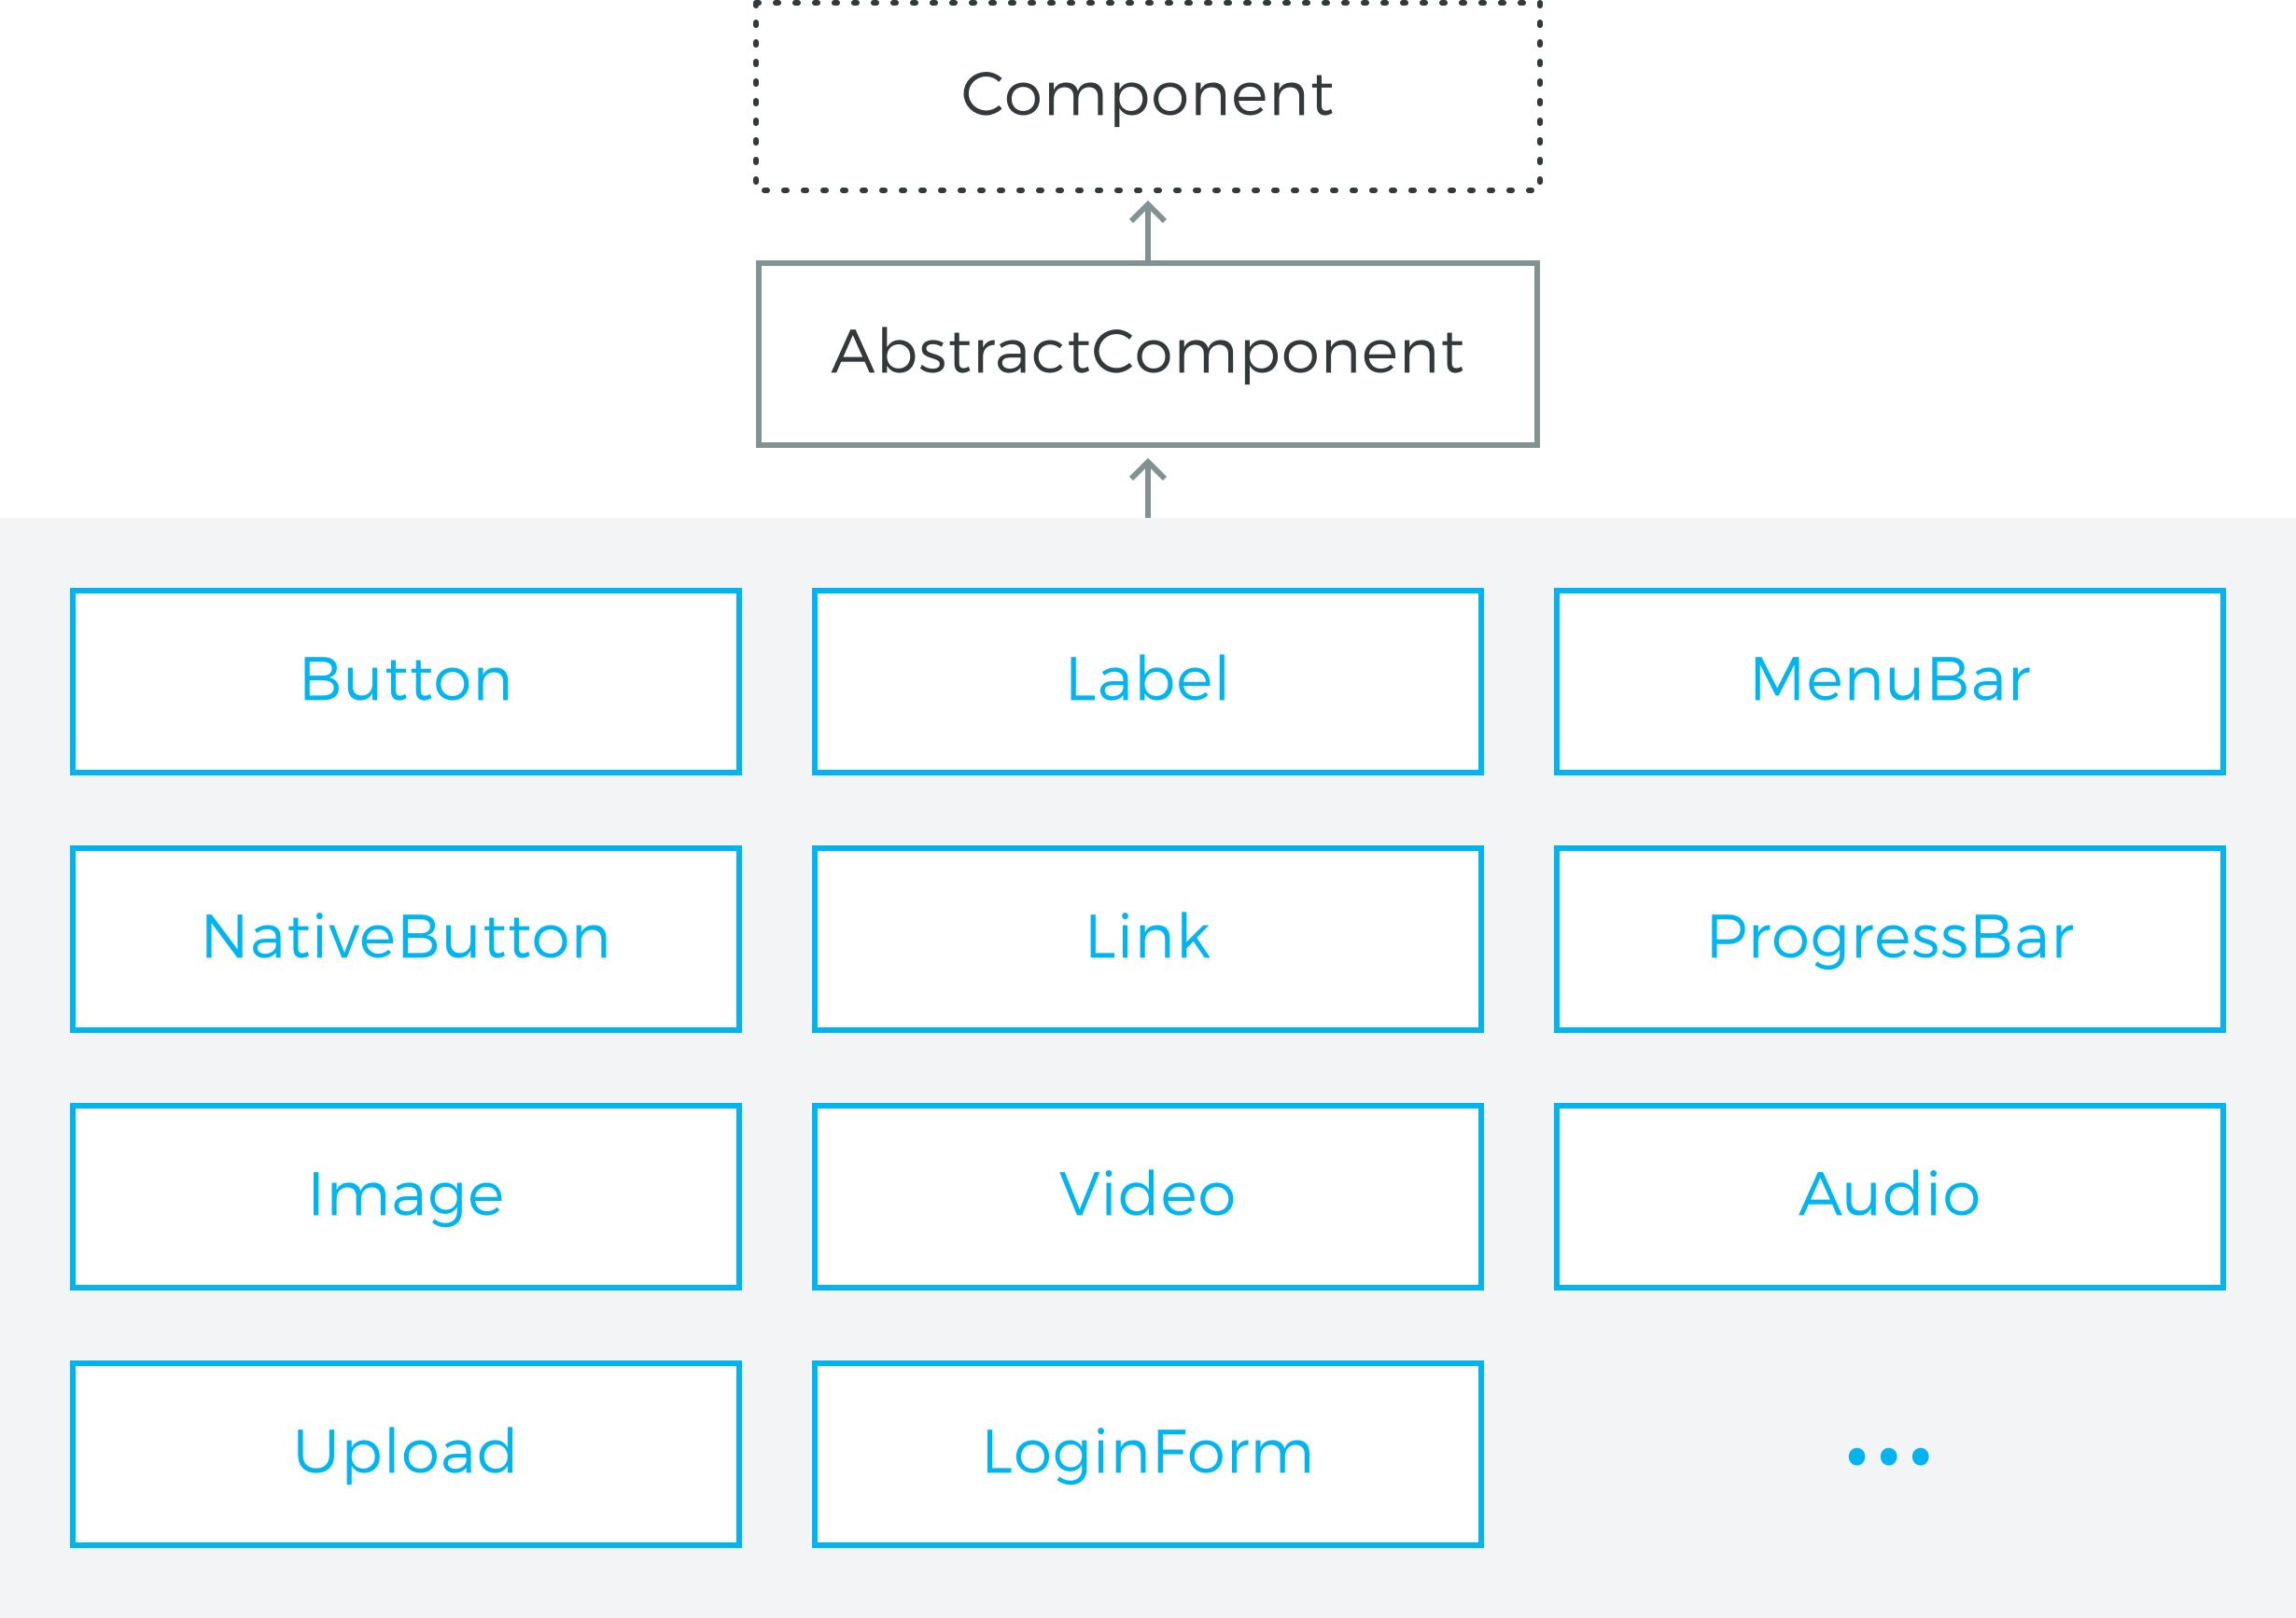 Component
AbstractComponent
Button
Label
MenuBar
NativeButton
Link
ProgressBar
Image
Video
Audio
Upload
LoginForm
...